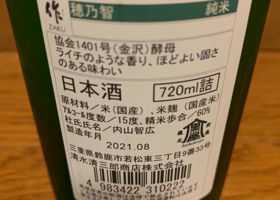 作 穂乃智 純米
ZAKU
協会1401号(金沢)酵母
ライチのような香り、ほどよい固さ
のある味わい
日本酒 720ml詰
原材料/米(国産)、米麹(国産米)
アルコール度数/15度、精米歩合/60%
杜氏氏名/内山智広
製造年月 2021.08
三重県鈴鹿市若松東三丁目9番33号
清水清三郎商店株式会社
4 983422 310222